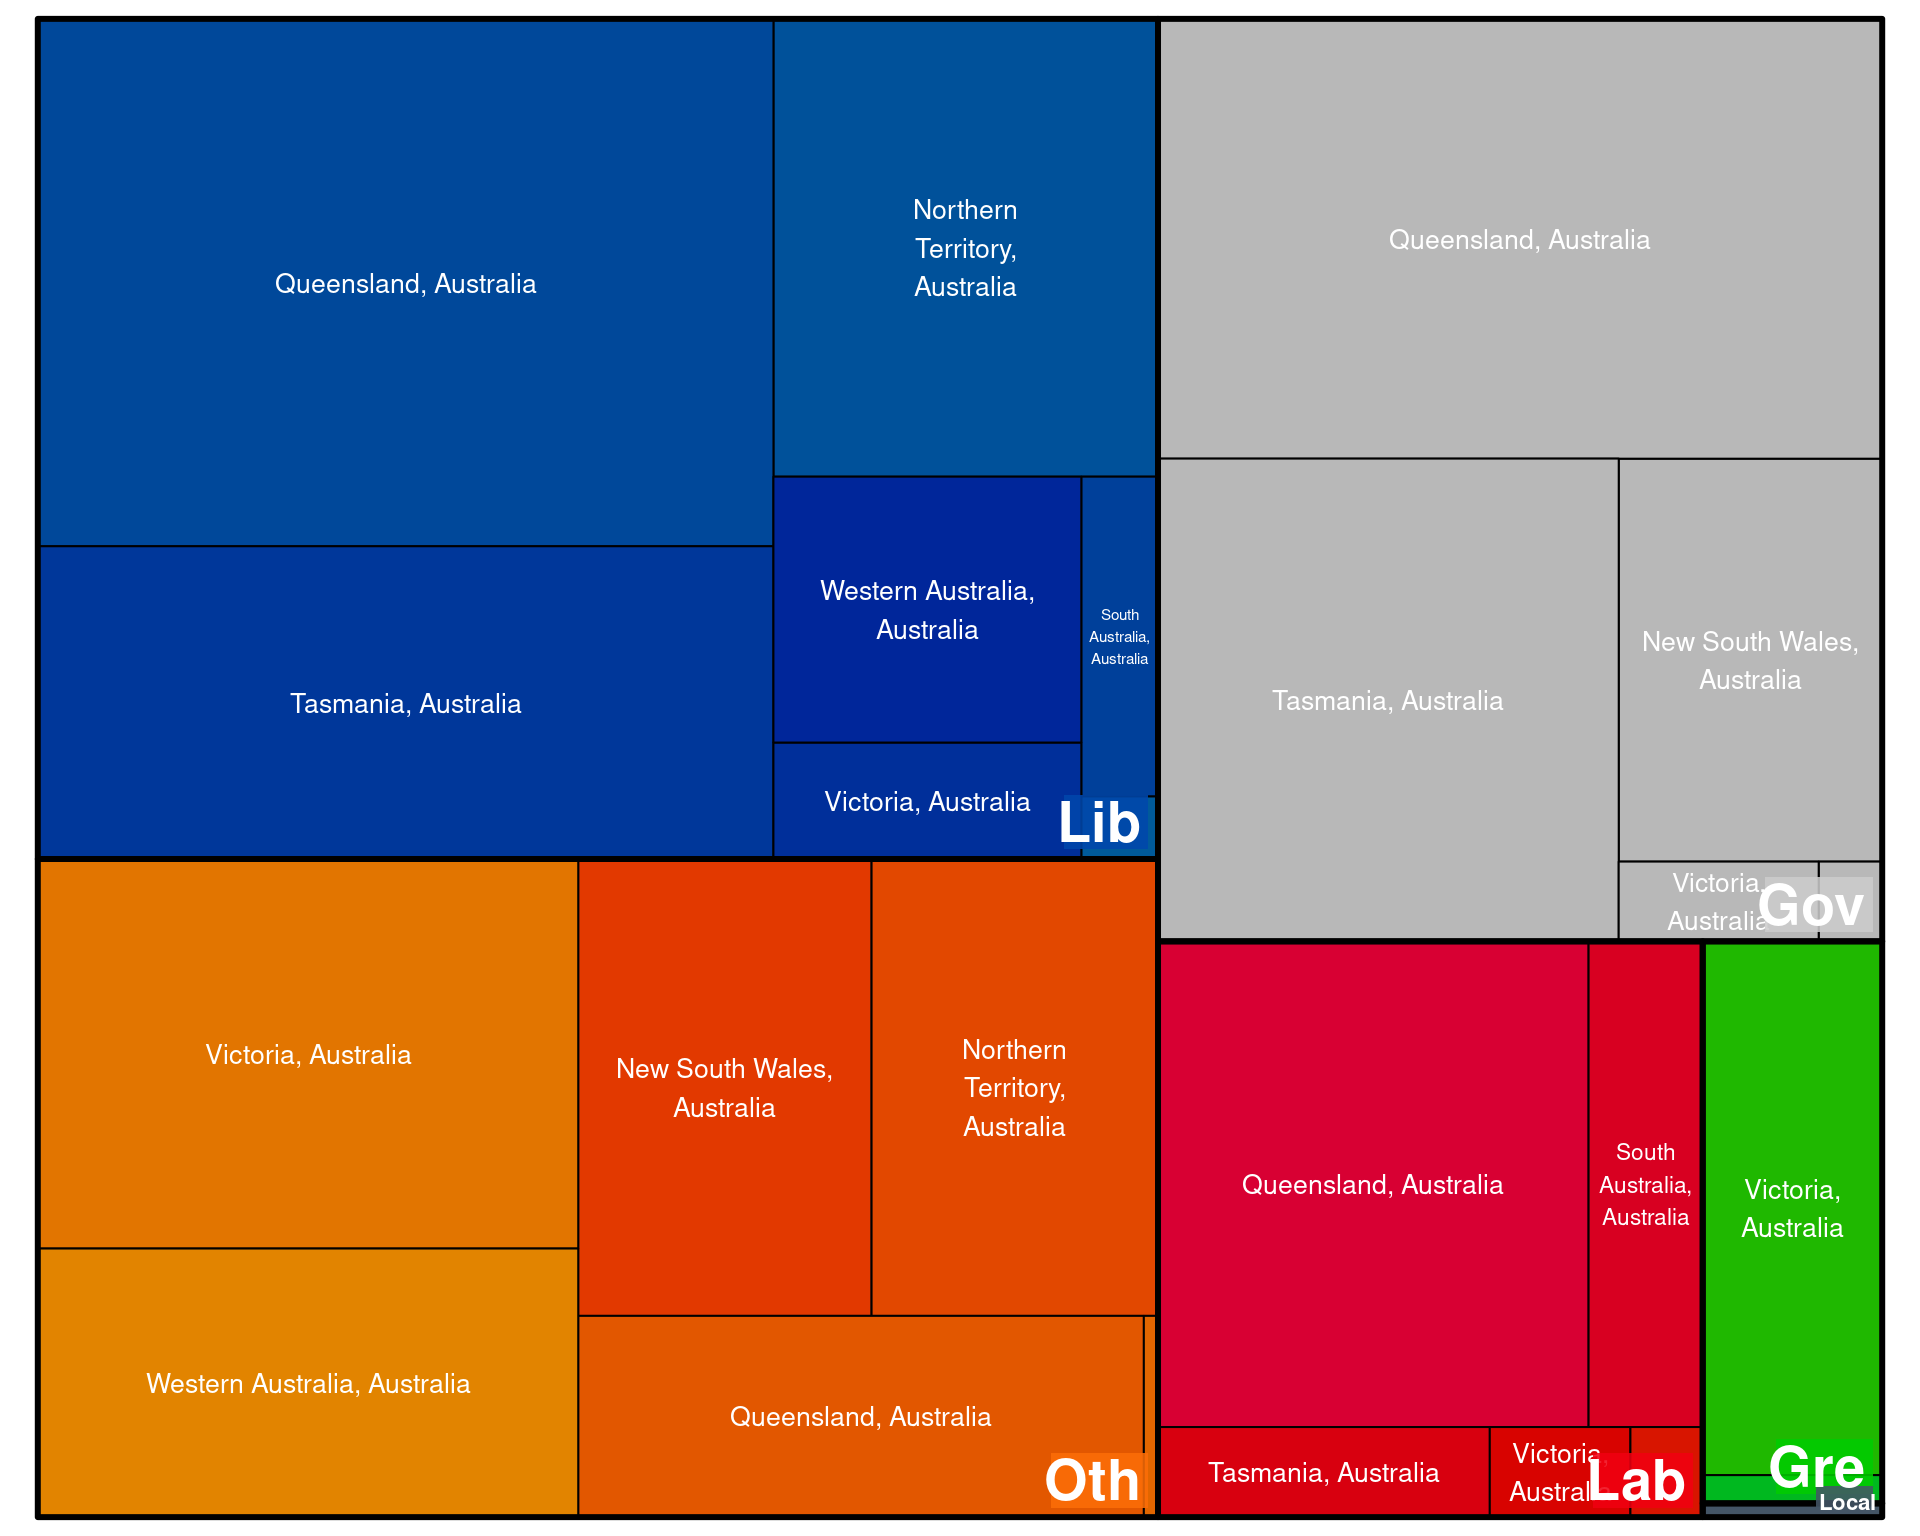 Queensland, Australia
Northern
Territory,
Australia
Tasmania, Australia
Western Australia,
Australia
South
Australia,
Australia
Victoria, Australia
Lib
Queensland, Australia
Tasmania, Australia
New South Wales,
Australia
Victoria,
Australia
Gov
Victoria, Australia
Western Australia, Australia
New South Wales,
Australia
Northern
Territory,
Australia
Queensland, Australia
Oth
Queensland, Australia
South
Australia,
Australia
Tasmania, Australia
Victoria,
Australia
Lab
Victoria,
Australia
Gre
Local